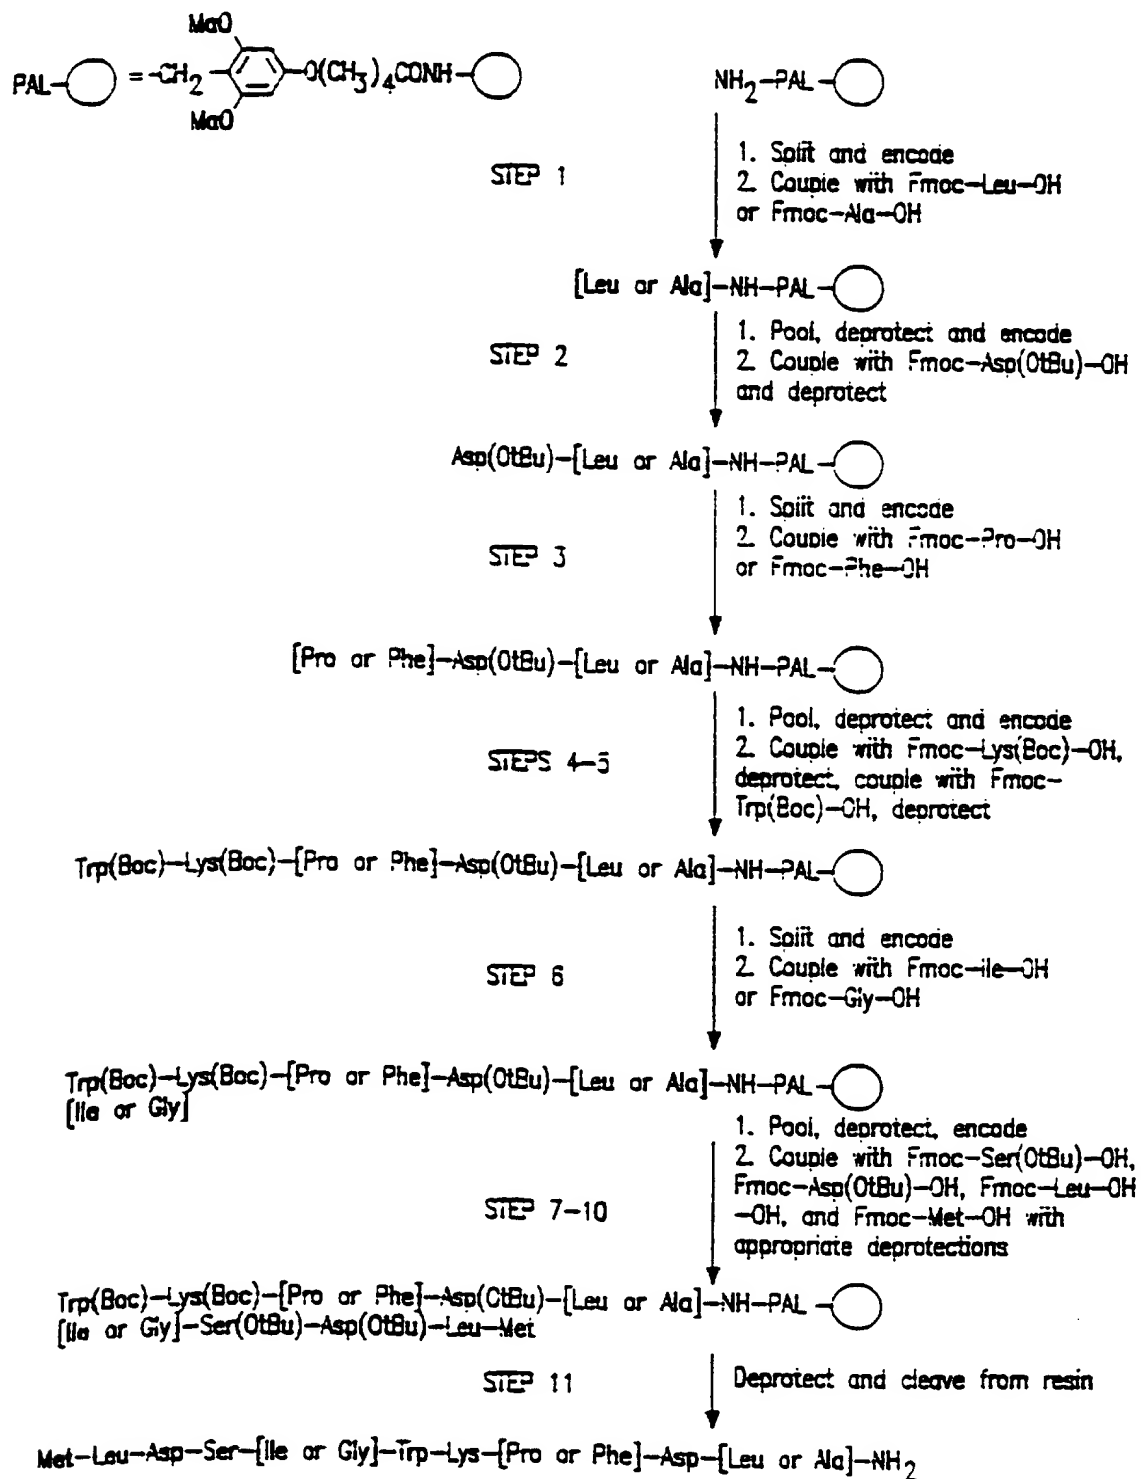 MaO
PAL = -CH2 O(CH3)4CONH
MaO
NH2-PAL
STEP 1
1. Split and encode
2. Couple with Fmoc-Leu-OH
or Fmoc-Ala-OH
[Leu or Ala]-NH-PAL
STEP 2
1. Pool, deprotect and encode
2. Couple with Fmoc-Asp(OtBu)-OH
and deprotect
Asp(OtBu)-[Leu or Ala]-NH-PAL
STEP 3
1. Split and encode
2. Couple with Fmoc-Pro-OH
or Fmoc-Phe-OH
[Pro or Phe]-Asp(OtBu)-[Leu or Ala]-NH-PAL
STEPS 4-5
1. Pool, deprotect and encode
2. Couple with Fmoc-Lys(Boc)-OH,
deprotect, couple with Fmoc-
Trp(Boc)-OH, deprotect
Trp(Boc)-Lys(Boc)-[Pro or Phe]-Asp(OtBu)-[Leu or Ala]-NH-PAL
STEP 6
1. Split and encode
2. Couple with Fmoc-Ile-OH
or Fmoc-Gly-OH
Trp(Boc)-Lys(Boc)-[Pro or Phe]-Asp(OtBu)-[Leu or Ala]-NH-PAL
[Ile or Gly]
STEP 7-10
1. Pool, deprotect, encode
2. Couple with Fmoc-Ser(OtBu)-OH,
Fmoc-Asp(OtBu)-OH, Fmoc-Leu-OH
-OH, and Fmoc-Met-OH with
appropriate deprotections
Trp(Boc)-Lys(Boc)-[Pro or Phe]-Asp(OtBu)-[Leu or Ala]-NH-PAL
[Ile or Gly]-Ser(OtBu)-Asp(OtBu)-Leu-Met
STEP 11
Deprotect and cleave from resin
Met-Leu-Asp-Ser-[Ile or Gly]-Trp-Lys-[Pro or Phe]-Asp-[Leu or Ala]-NH2